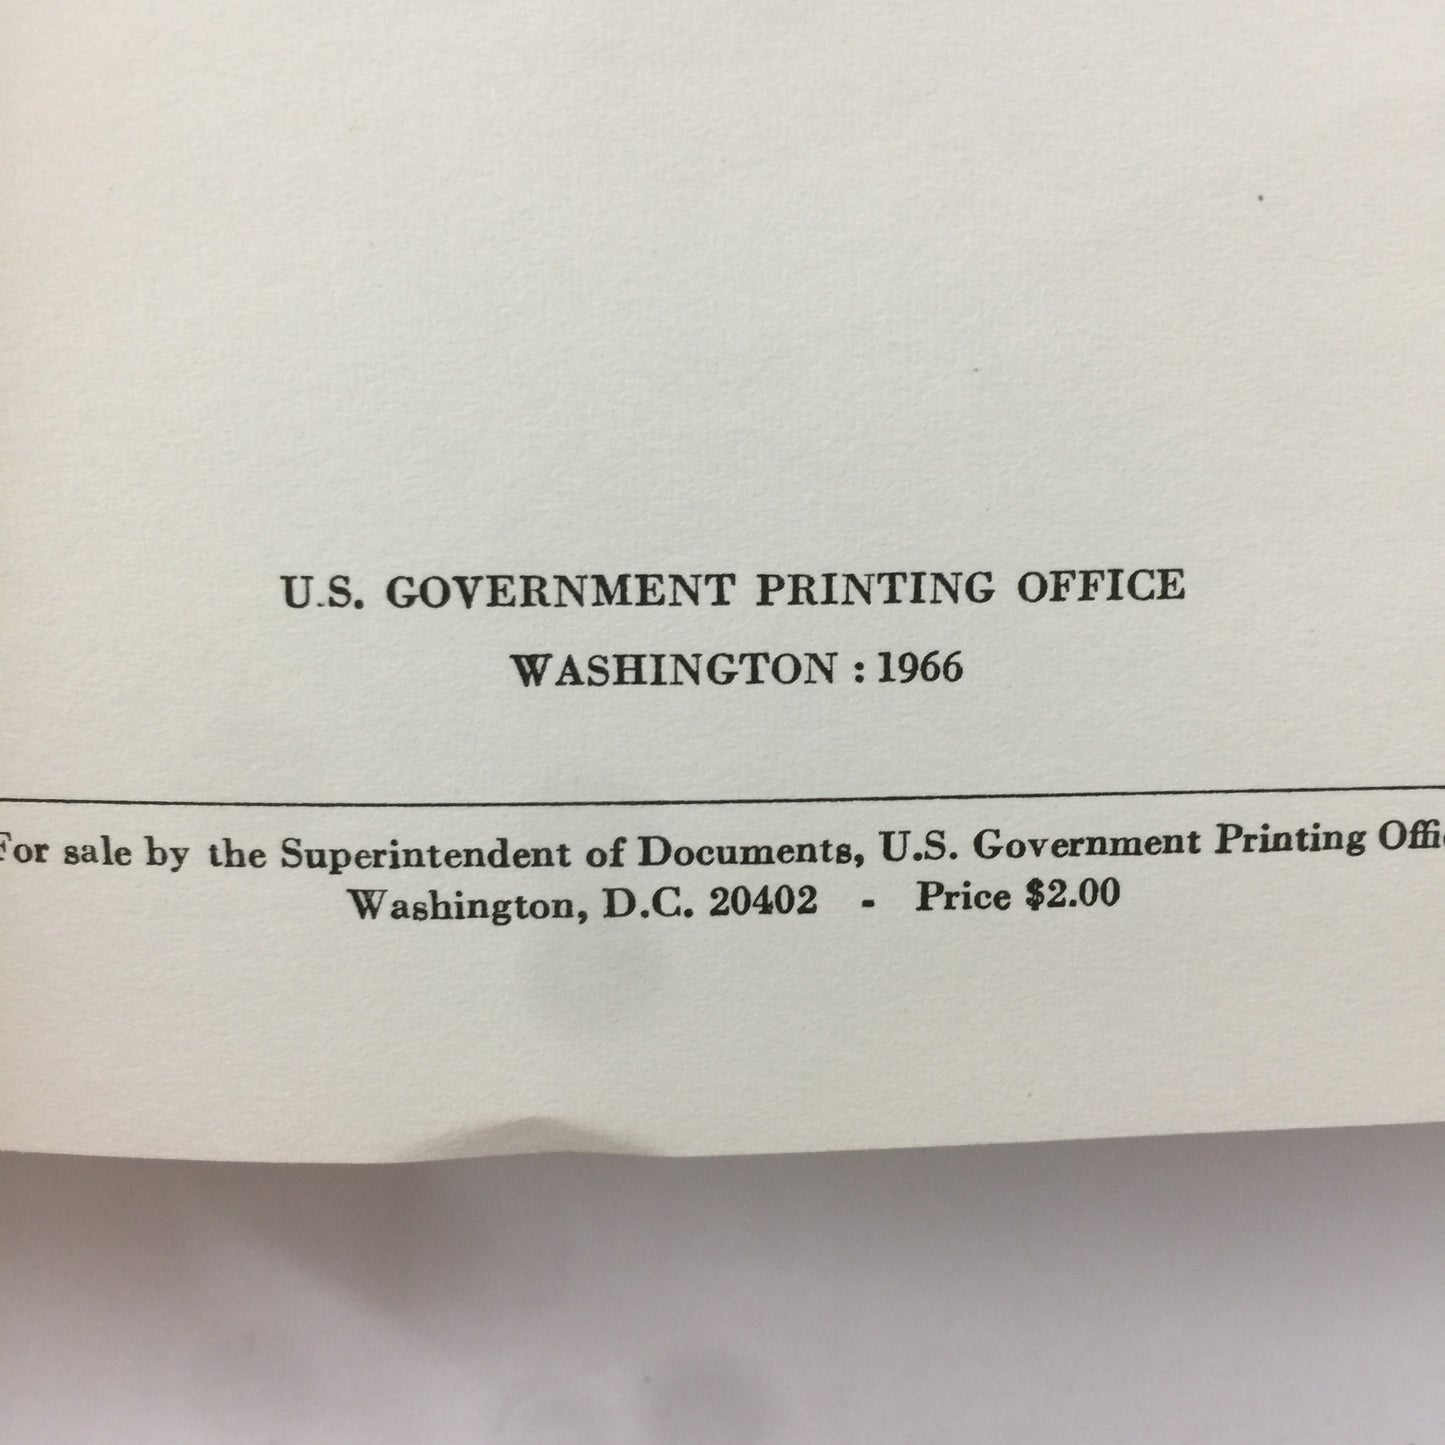 U.S. GOVERNMENT PRINTING OFFICE
WASHINGTON : 1966
For sale by the Superintendent of Documents, U.S. Government Printing Offi
Washington, D.C. 20402 - Price $2.00